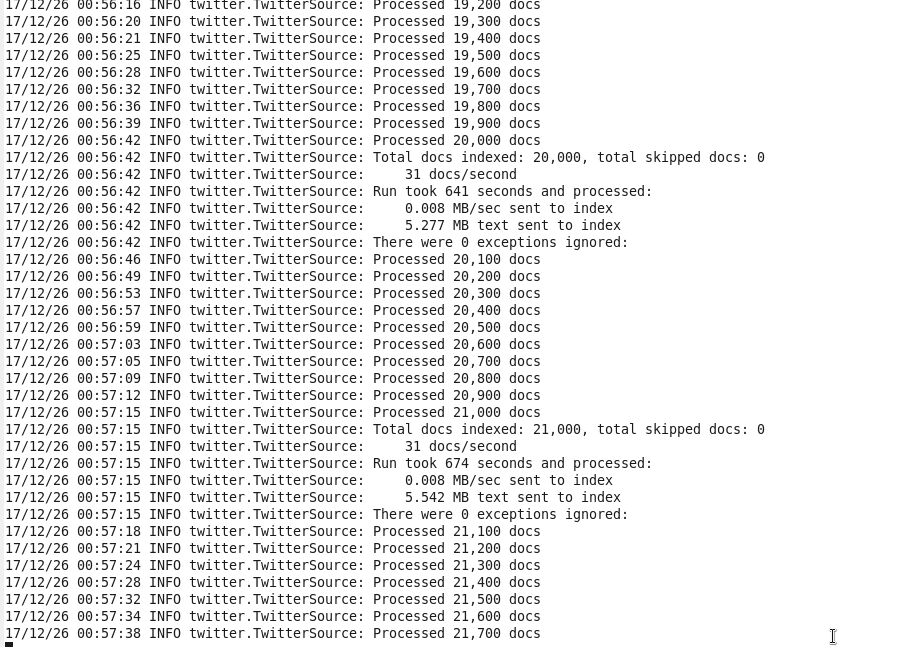 17/12/26 00:56:16 INFO twitter.TwitterSource: Processed 19,200 docs
17/12/26 00:56:20 INFO twitter.TwitterSource: Processed 19,300 docs
17/12/26 00:56:21 INFO twitter.TwitterSource: Processed 19,400 docs
17/12/26 00:56:25 INFO twitter.TwitterSource: Processed 19,500 docs
17/12/26 00:56:28 INFO twitter.TwitterSource: Processed 19,600 docs
17/12/26 00:56:32 INFO twitter.TwitterSource: Processed 19,700 docs
17/12/26 00:56:36 INFO twitter.TwitterSource: Processed 19,800 docs
17/12/26 00:56:39 INFO twitter.TwitterSource: Processed 19,900 docs
17/12/26 00:56:42 INFO twitter.TwitterSource: Processed 20,000 docs
17/12/26 00:56:42 INFO twitter.TwitterSource: Total docs indexed: 20,000, total skipped docs: 0
17/12/26 00:56:42 INFO twitter.TwitterSource:     31 docs/second
17/12/26 00:56:42 INFO twitter.TwitterSource: Run took 641 seconds and processed:
17/12/26 00:56:42 INFO twitter.TwitterSource:     0.008 MB/sec sent to index
17/12/26 00:56:42 INFO twitter.TwitterSource:     5.277 MB text sent to index
17/12/26 00:56:42 INFO twitter.TwitterSource: There were 0 exceptions ignored:
17/12/26 00:56:46 INFO twitter.TwitterSource: Processed 20,100 docs
17/12/26 00:56:49 INFO twitter.TwitterSource: Processed 20,200 docs
17/12/26 00:56:53 INFO twitter.TwitterSource: Processed 20,300 docs
17/12/26 00:56:57 INFO twitter.TwitterSource: Processed 20,400 docs
17/12/26 00:56:59 INFO twitter.TwitterSource: Processed 20,500 docs
17/12/26 00:57:03 INFO twitter.TwitterSource: Processed 20,600 docs
17/12/26 00:57:05 INFO twitter.TwitterSource: Processed 20,700 docs
17/12/26 00:57:09 INFO twitter.TwitterSource: Processed 20,800 docs
17/12/26 00:57:12 INFO twitter.TwitterSource: Processed 20,900 docs
17/12/26 00:57:15 INFO twitter.TwitterSource: Processed 21,000 docs
17/12/26 00:57:15 INFO twitter.TwitterSource: Total docs indexed: 21,000, total skipped docs: 0
17/12/26 00:57:15 INFO twitter.TwitterSource:     31 docs/second
17/12/26 00:57:15 INFO twitter.TwitterSource: Run took 674 seconds and processed:
17/12/26 00:57:15 INFO twitter.TwitterSource:     0.008 MB/sec sent to index
17/12/26 00:57:15 INFO twitter.TwitterSource:     5.542 MB text sent to index
17/12/26 00:57:15 INFO twitter.TwitterSource: There were 0 exceptions ignored:
17/12/26 00:57:18 INFO twitter.TwitterSource: Processed 21,100 docs
17/12/26 00:57:21 INFO twitter.TwitterSource: Processed 21,200 docs
17/12/26 00:57:24 INFO twitter.TwitterSource: Processed 21,300 docs
17/12/26 00:57:28 INFO twitter.TwitterSource: Processed 21,400 docs
17/12/26 00:57:32 INFO twitter.TwitterSource: Processed 21,500 docs
17/12/26 00:57:34 INFO twitter.TwitterSource: Processed 21,600 docs
17/12/26 00:57:38 INFO twitter.TwitterSource: Processed 21,700 docs